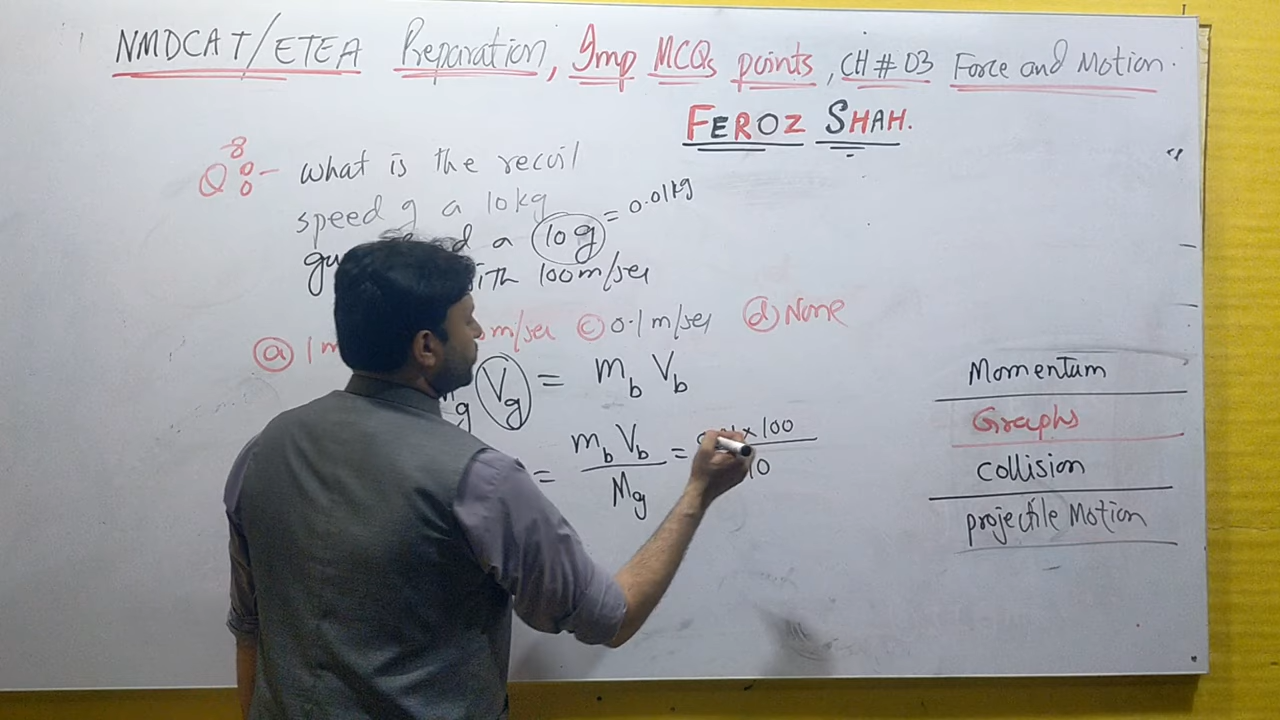 NMDCAT/ETEA Preparation, Imp MCQs points, CH # 03 Force and Motion.
FEROZ SHAH.
Q8:- what is the recoil
speed of a 10kg
a 10g = 0.01kg
100m/sec
a 1 m/sec c 0.1m/sec d None
Vg = mb Vb
= mb Vb / Mg = × 100 / 10
Momentum
Graphs
collision
projectile Motion